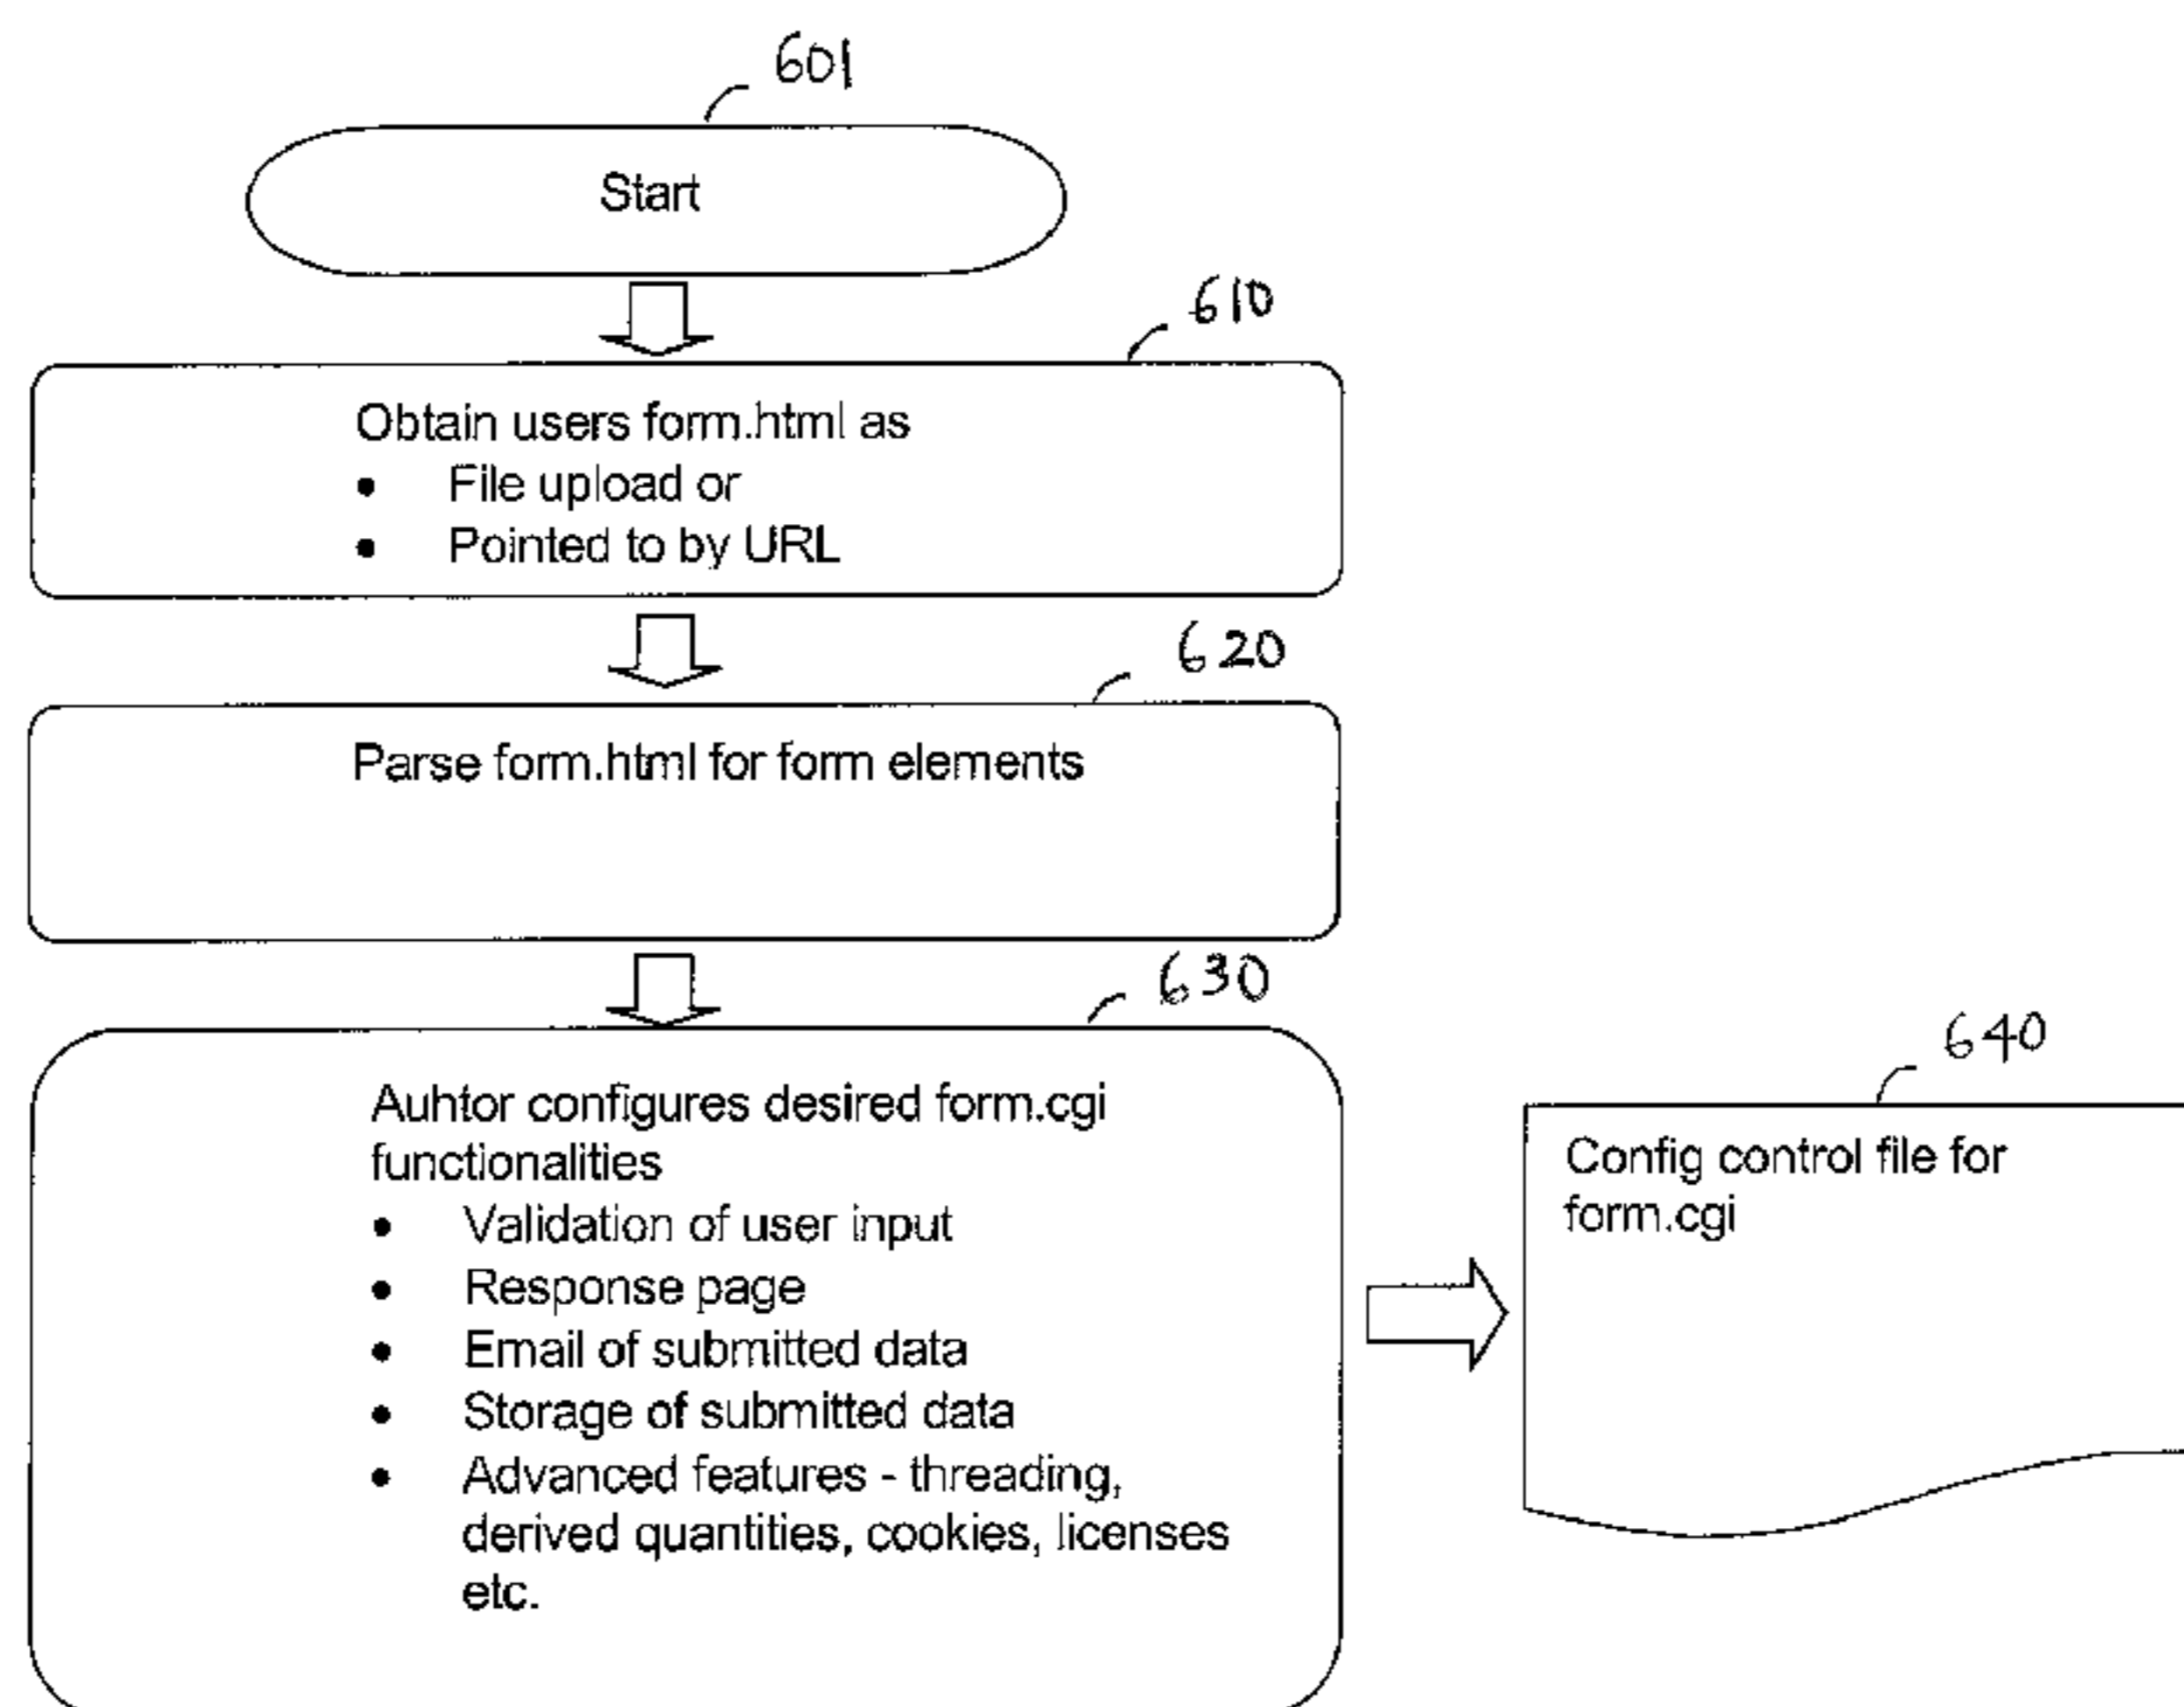 601
Start
610
Obtain users form.html as
• File upload or
• Pointed to by URL
620
Parse form.html for form elements
630
Auhtor configures desired form.cgi
functionalities
• Validation of user input
• Response page
• Email of submitted data
• Storage of submitted data
• Advanced features - threading,
derived quantities, cookies, licenses
etc.
640
Config control file for
form.cgi